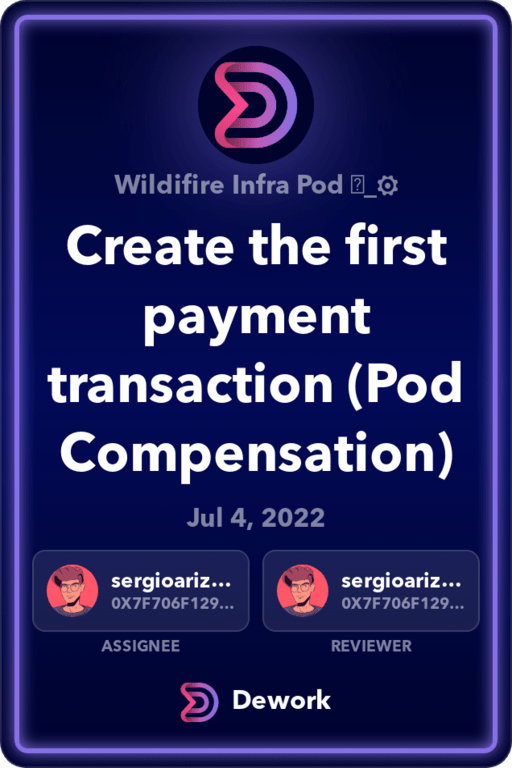 Wildifire Infra Pod _⚙
Create the first
payment
transaction (Pod
Compensation)
Jul 4, 2022
sergioariz...
0X7F706F129...
sergioariz...
0X7F706F129...
ASSIGNEE
REVIEWER
Dework